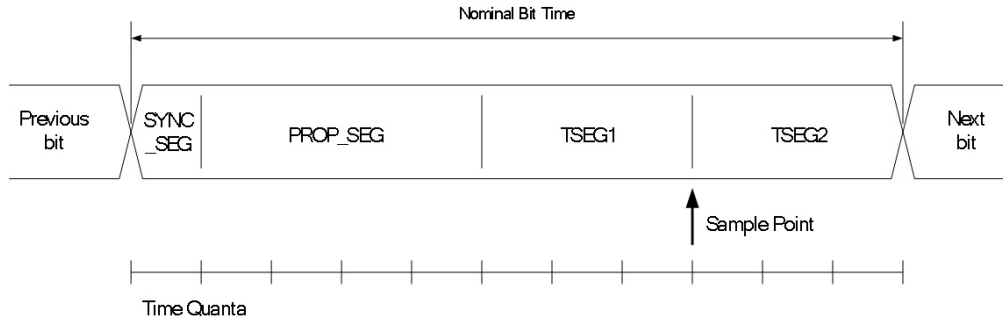 Nominal Bit Time
Previous
bit
SYNC
_SEG
PROP_SEG
TSEG1
TSEG2
Next
bit
Sample Point
Time Quanta